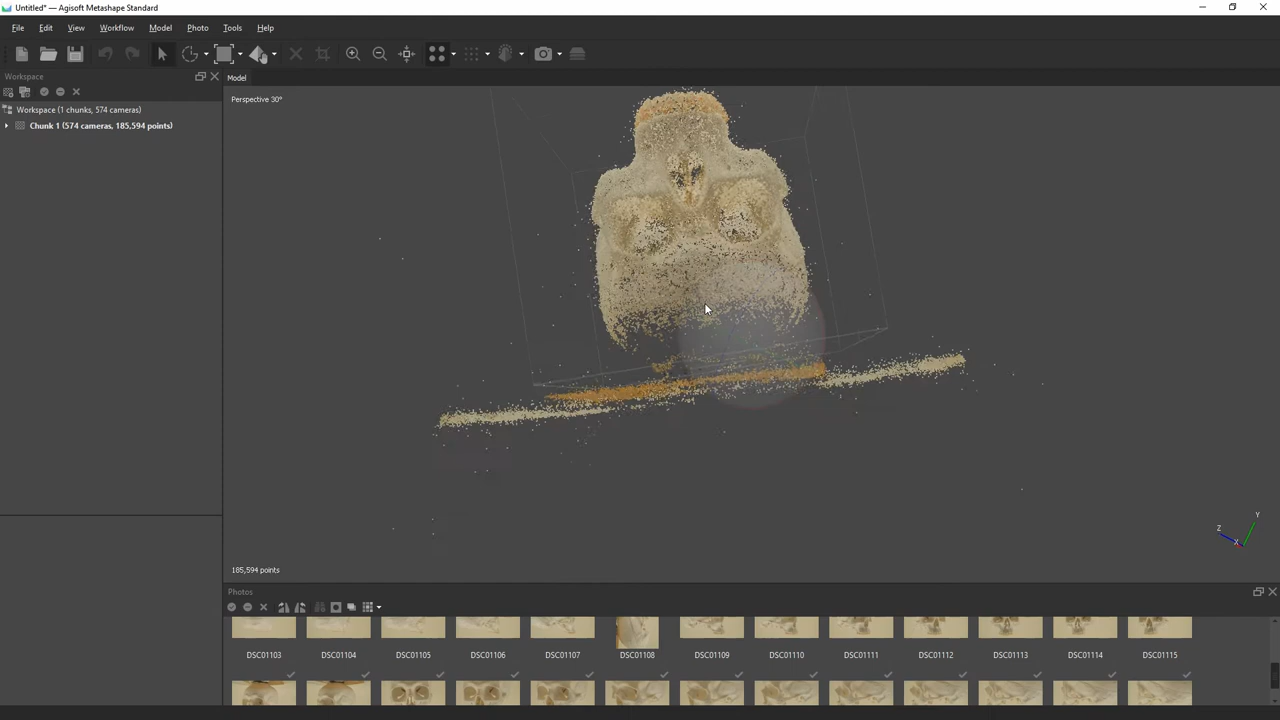 Untitled* — Agisoft Metashape Standard
File Edit View Workflow Model Photo Tools Help
Workspace
Model
Workspace (1 chunks, 574 cameras)
Chunk 1 (574 cameras, 185,594 points)
Perspective 30°
Y
Z
X
185,594 points
Photos
DSC01103 DSC01104 DSC01105 DSC01106 DSC01107 DSC01108 DSC01109 DSC01110 DSC01111 DSC01112 DSC01113 DSC01114 DSC01115